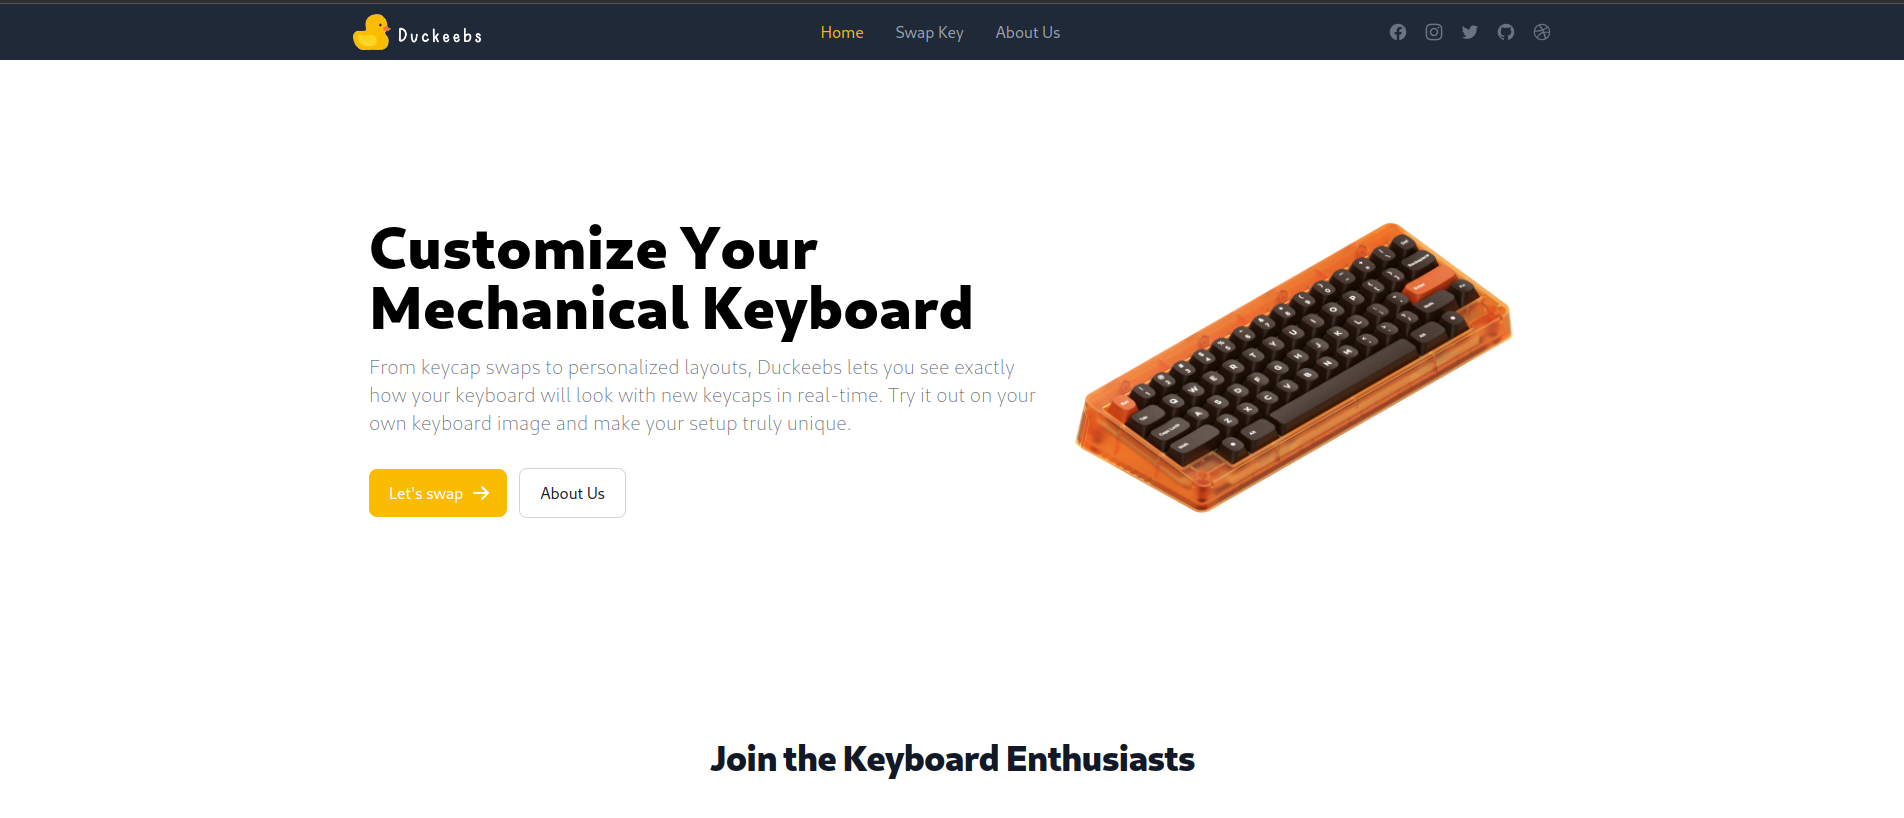 Duckeebs
Home
Swap Key
About Us
Customize Your
Mechanical Keyboard
From keycap swaps to personalized layouts, Duckeebs lets you see exactly
how your keyboard will look with new keycaps in real-time. Try it out on your
own keyboard image and make your setup truly unique.
Let's swap
About Us
Join the Keyboard Enthusiasts